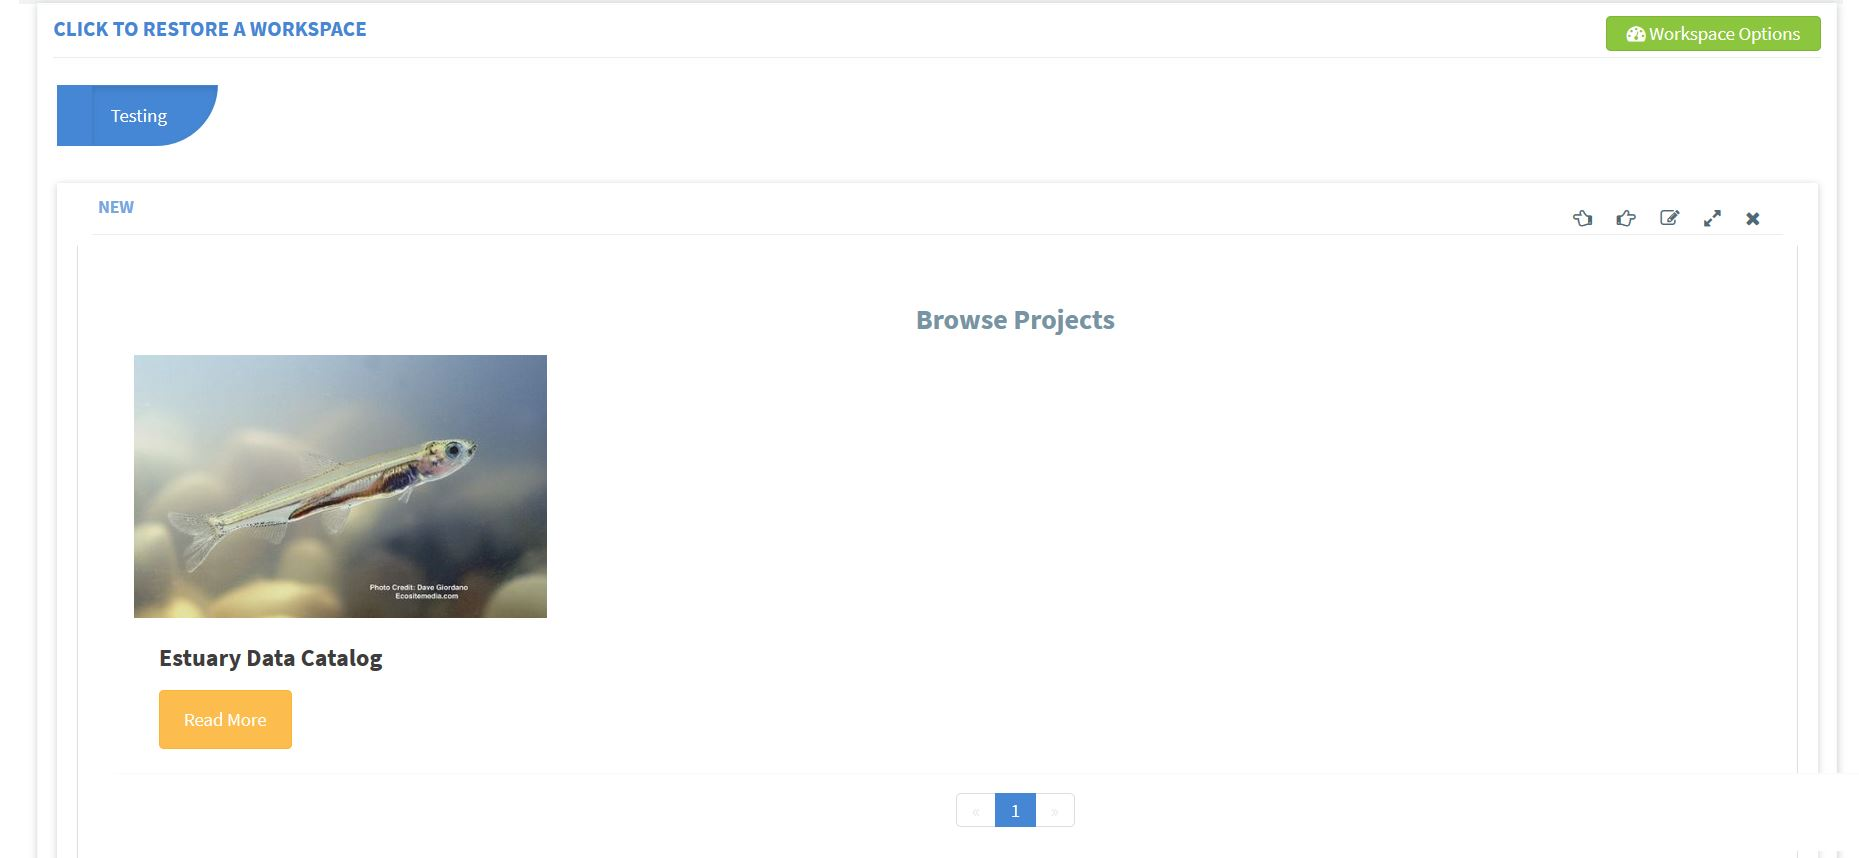 CLICK TO RESTORE A WORKSPACE
Workspace Options
Testing
NEW
Browse Projects
Photo Credit: Dave Giordano
Ecositemedia.com
Estuary Data Catalog
Read More
« 1 »